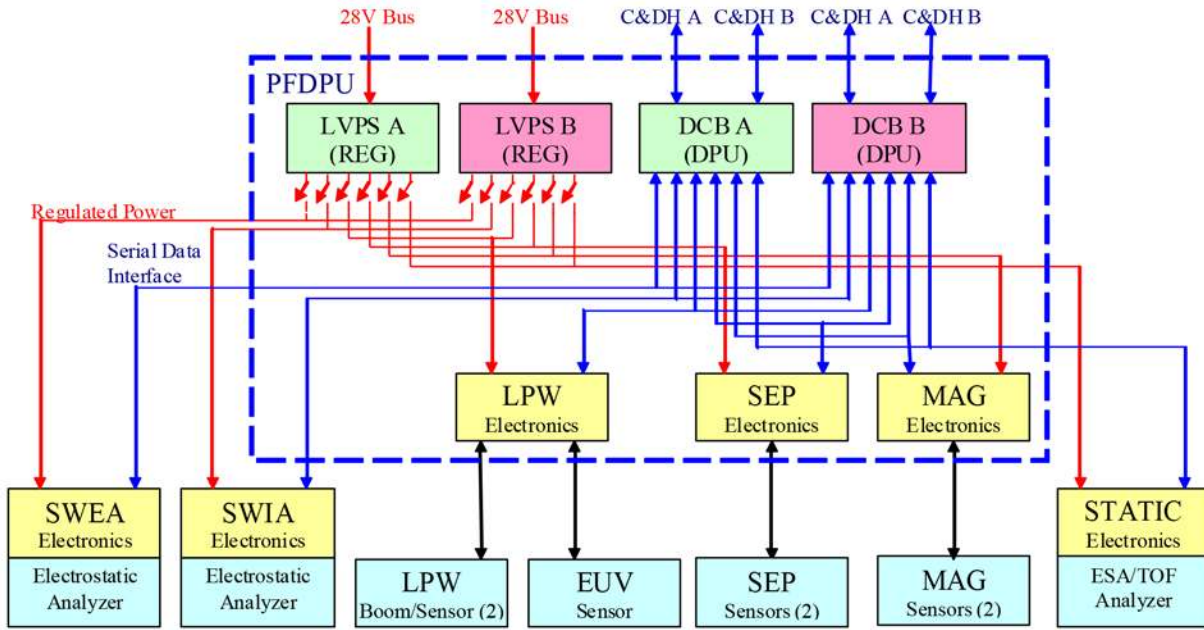 28V Bus
28V Bus
C&DH A
C&DH B
C&DH A
C&DH B
PFDPU
LVPS A
(REG)
LVPS B
(REG)
DCB A
(DPU)
DCB B
(DPU)
Regulated Power
Serial Data
Interface
LPW
Electronics
SEP
Electronics
MAG
Electronics
SWEA
Electronics
Electrostatic
Analyzer
SWIA
Electronics
Electrostatic
Analyzer
LPW
Boom/Sensor (2)
EUV
Sensor
SEP
Sensors (2)
MAG
Sensors (2)
STATIC
Electronics
ESA/TOF
Analyzer